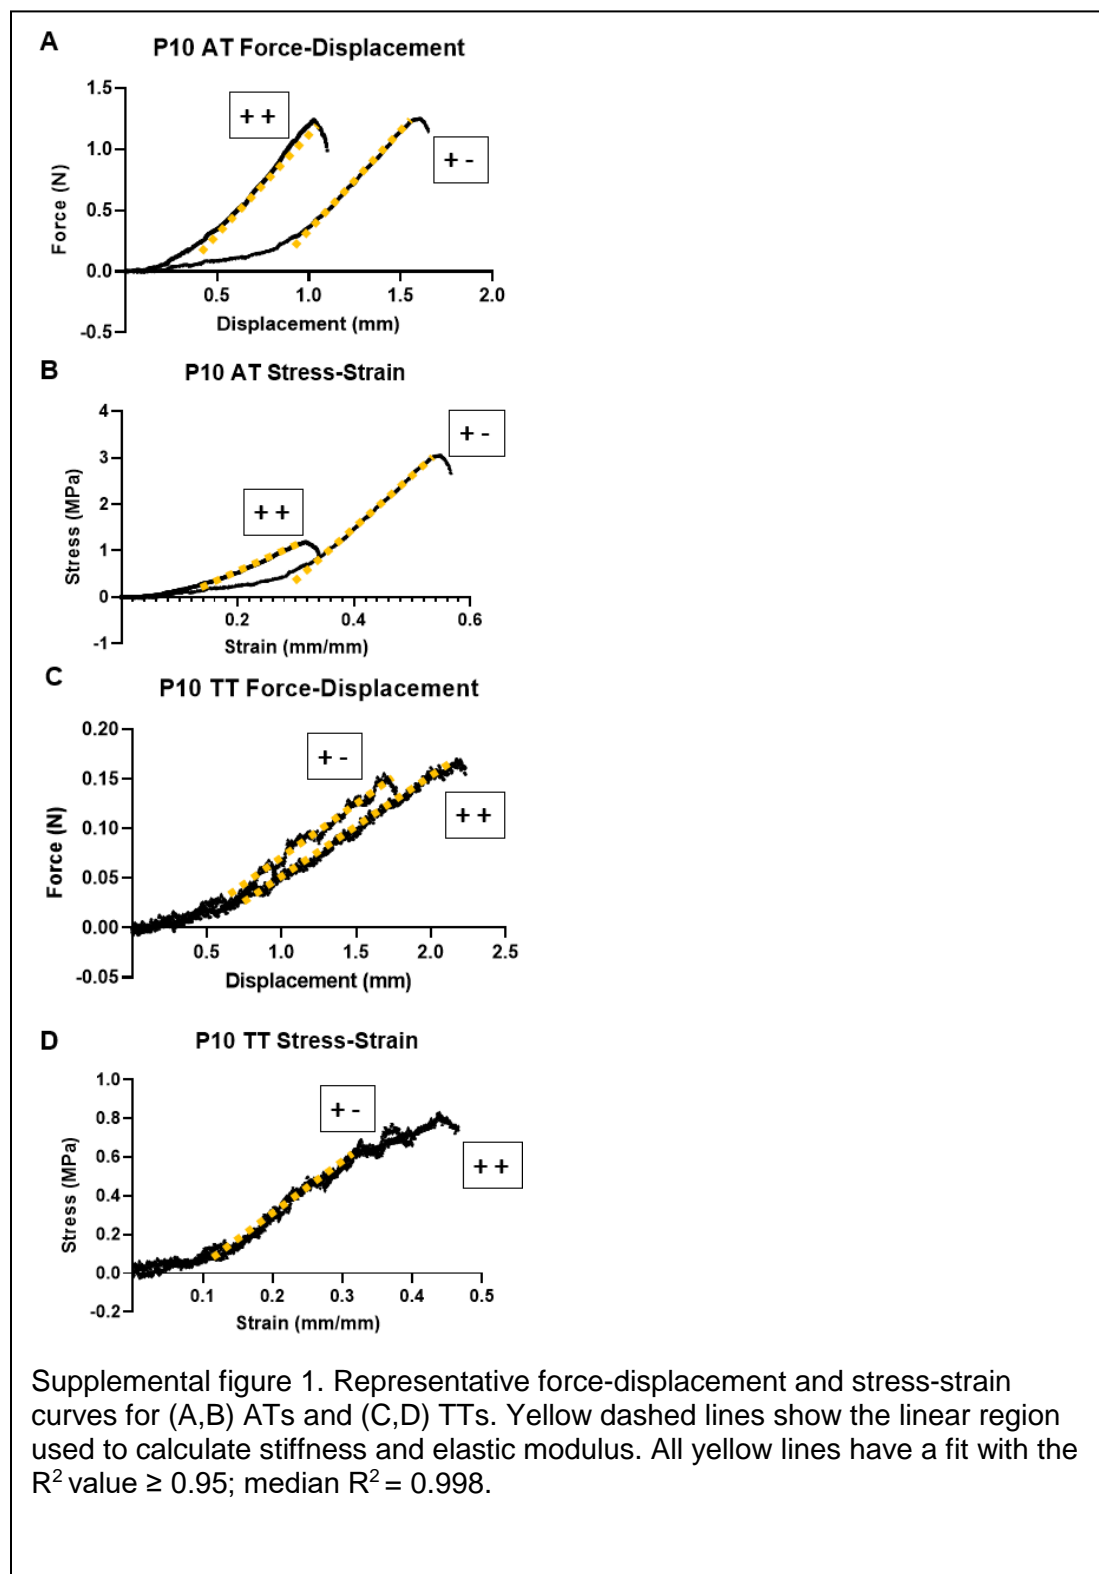 A
P10 AT Force-Displacement
1.5
1.0
0.5
0.0
-0.5
Force (N)
+ +
+ -
0.5 1.0 1.5 2.0
Displacement (mm)
B
P10 AT Stress-Strain
4
3
2
1
0
-1
Stress (MPa)
+ -
+ +
0.2 0.4 0.6
Strain (mm/mm)
C
P10 TT Force-Displacement
0.20
0.15
0.10
0.05
0.00
-0.05
Force (N)
+ -
+ +
0.5 1.0 1.5 2.0 2.5
Displacement (mm)
D
P10 TT Stress-Strain
1.0
0.8
0.6
0.4
0.2
0.0
-0.2
Stress (MPa)
+ -
+ +
0.1 0.2 0.3 0.4 0.5
Strain (mm/mm)
Supplemental figure 1. Representative force-displacement and stress-strain
curves for (A,B) ATs and (C,D) TTs. Yellow dashed lines show the linear region
used to calculate stiffness and elastic modulus. All yellow lines have a fit with the
R² value ≥ 0.95; median R² = 0.998.